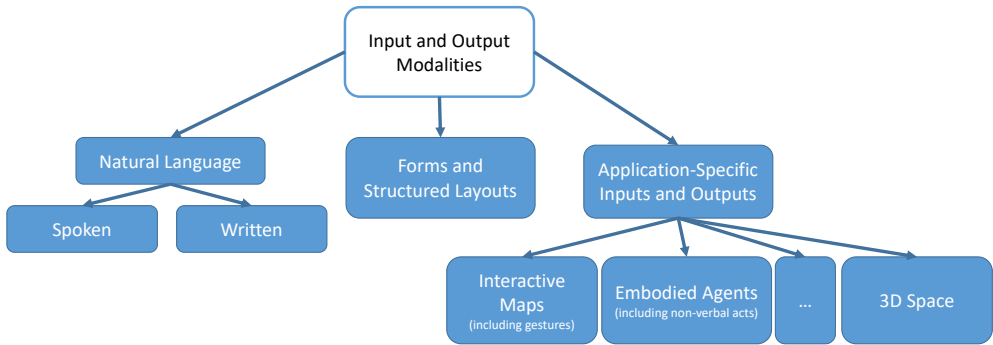 Input and Output
Modalities
Natural Language
Forms and
Structured Layouts
Application-Specific
Inputs and Outputs
Spoken
Written
Interactive
Maps
(including gestures)
Embodied Agents
(including non-verbal acts)
...
3D Space